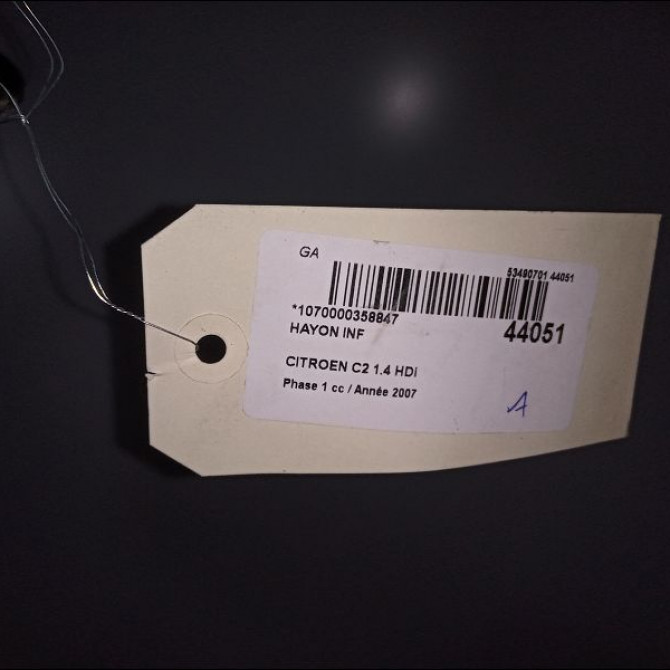 GA
53490701 44051
*1070000358847
HAYON INF
44051
CITROEN C2 1.4 HDI
Phase 1 cc / Année 2007
A